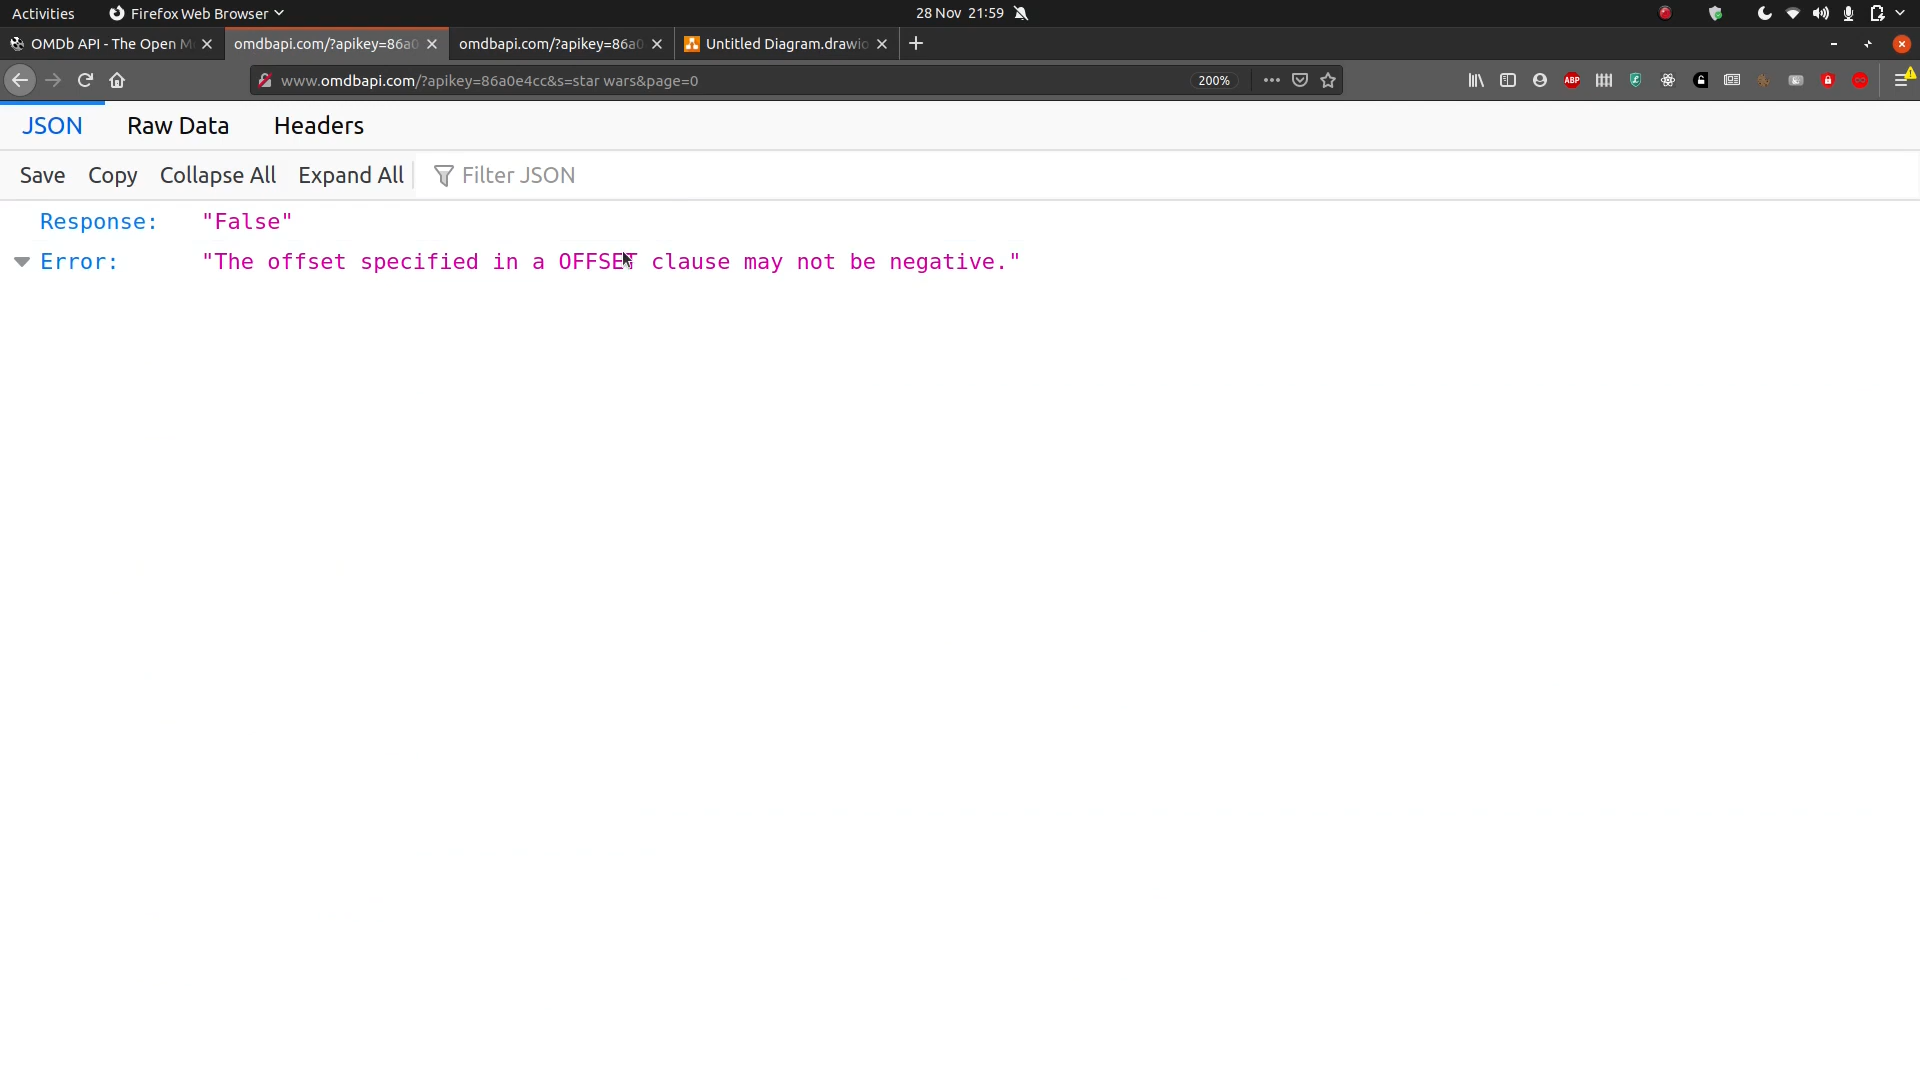 Activities Firefox Web Browser 28 Nov 21:59
OMDb API - The Open M omdbapi.com/?apikey=86a0 omdbapi.com/?apikey=86a0 Untitled Diagram.drawio
www.omdbapi.com/?apikey=86a0e4cc&s=star wars&page=0 200% ABP
JSON Raw Data Headers
Save Copy Collapse All Expand All Filter JSON
Response: "False"
Error: "The offset specified in a OFFSET clause may not be negative."